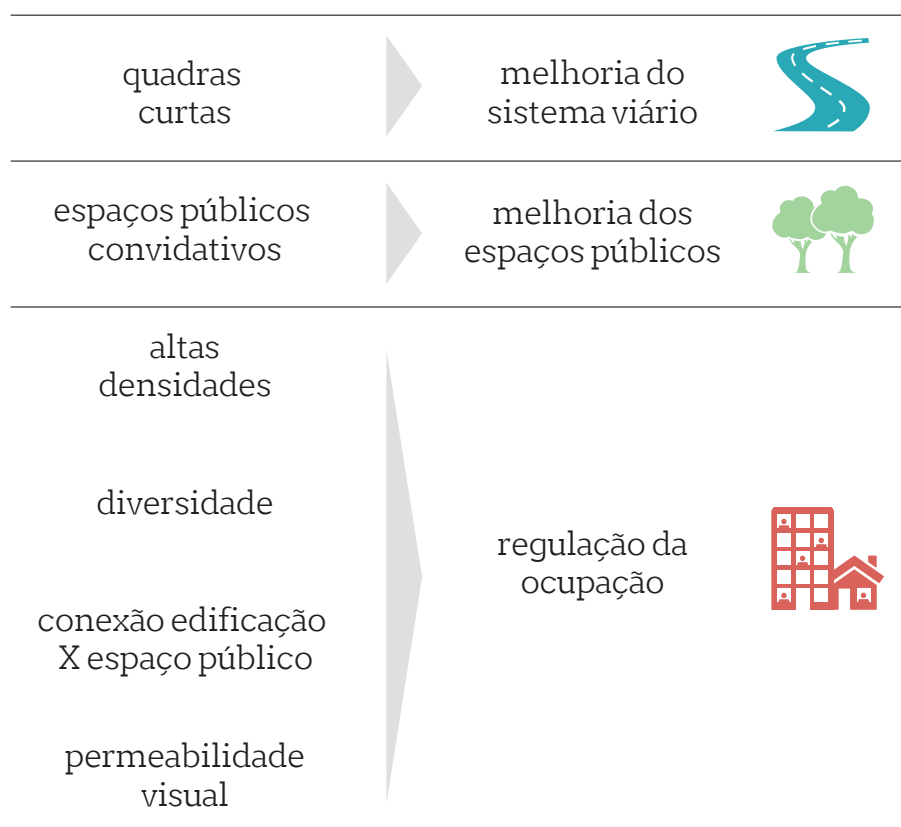 quadras
curtas
melhoria do
sistema viário
espaços públicos
convidativos
melhoria dos
espaços públicos
altas
densidades
diversidade
conexão edificação
X espaço público
permeabilidade
visual
regulação da
ocupação